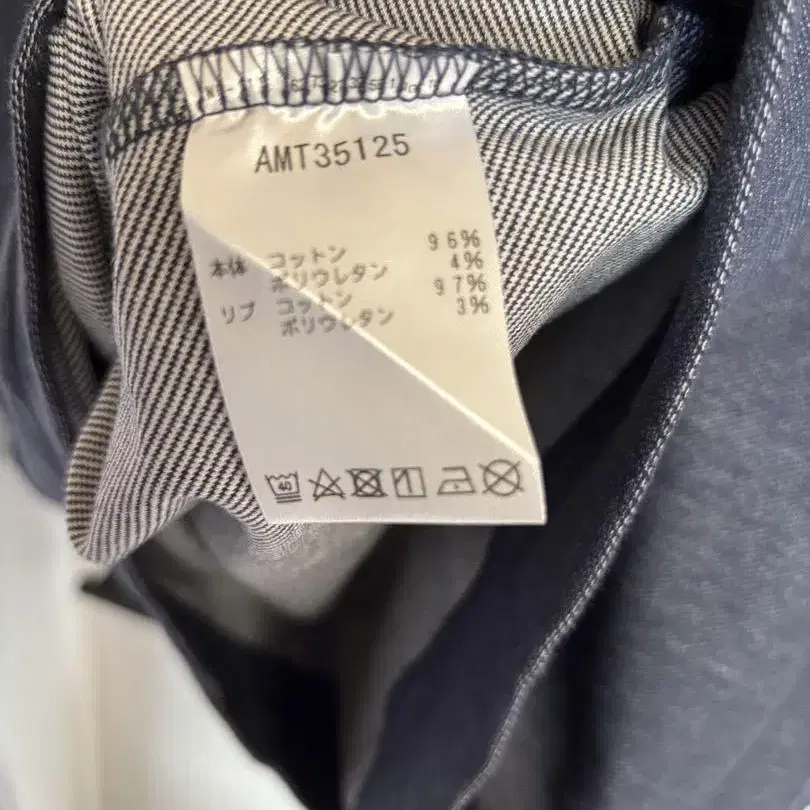 AMT35125
本体 コットン 96%
ポリウレタン 4%
リブ コットン 97%
ポリウレタン 3%
40